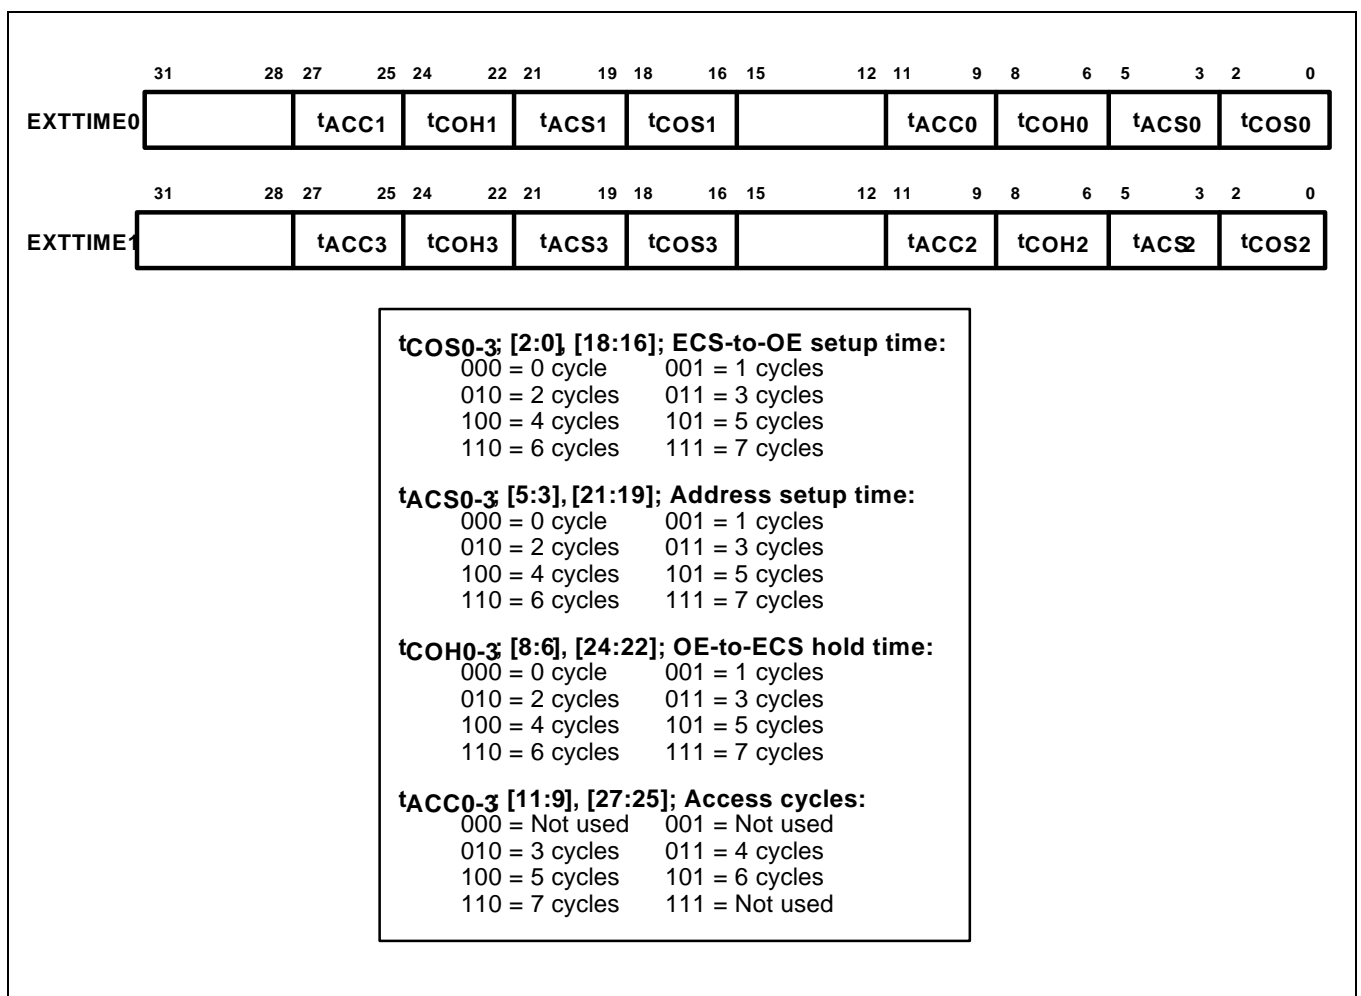 31 28 27 25 24 22 21 19 18 16 15 12 11 9 8 6 5 3 2 0
EXTTIME0 tACC1 tCOH1 tACS1 tCOS1 tACC0 tCOH0 tACS0 tCOS0
31 28 27 25 24 22 21 19 18 16 15 12 11 9 8 6 5 3 2 0
EXTTIME1 tACC3 tCOH3 tACS3 tCOS3 tACC2 tCOH2 tACS2 tCOS2
tCOS0-3; [2:0], [18:16]; ECS-to-OE setup time:
000 = 0 cycle 001 = 1 cycles
010 = 2 cycles 011 = 3 cycles
100 = 4 cycles 101 = 5 cycles
110 = 6 cycles 111 = 7 cycles
tACS0-3; [5:3], [21:19]; Address setup time:
000 = 0 cycle 001 = 1 cycles
010 = 2 cycles 011 = 3 cycles
100 = 4 cycles 101 = 5 cycles
110 = 6 cycles 111 = 7 cycles
tCOH0-3; [8:6], [24:22]; OE-to-ECS hold time:
000 = 0 cycle 001 = 1 cycles
010 = 2 cycles 011 = 3 cycles
100 = 4 cycles 101 = 5 cycles
110 = 6 cycles 111 = 7 cycles
tACC0-3; [11:9], [27:25]; Access cycles:
000 = Not used 001 = Not used
010 = 3 cycles 011 = 4 cycles
100 = 5 cycles 101 = 6 cycles
110 = 7 cycles 111 = Not used